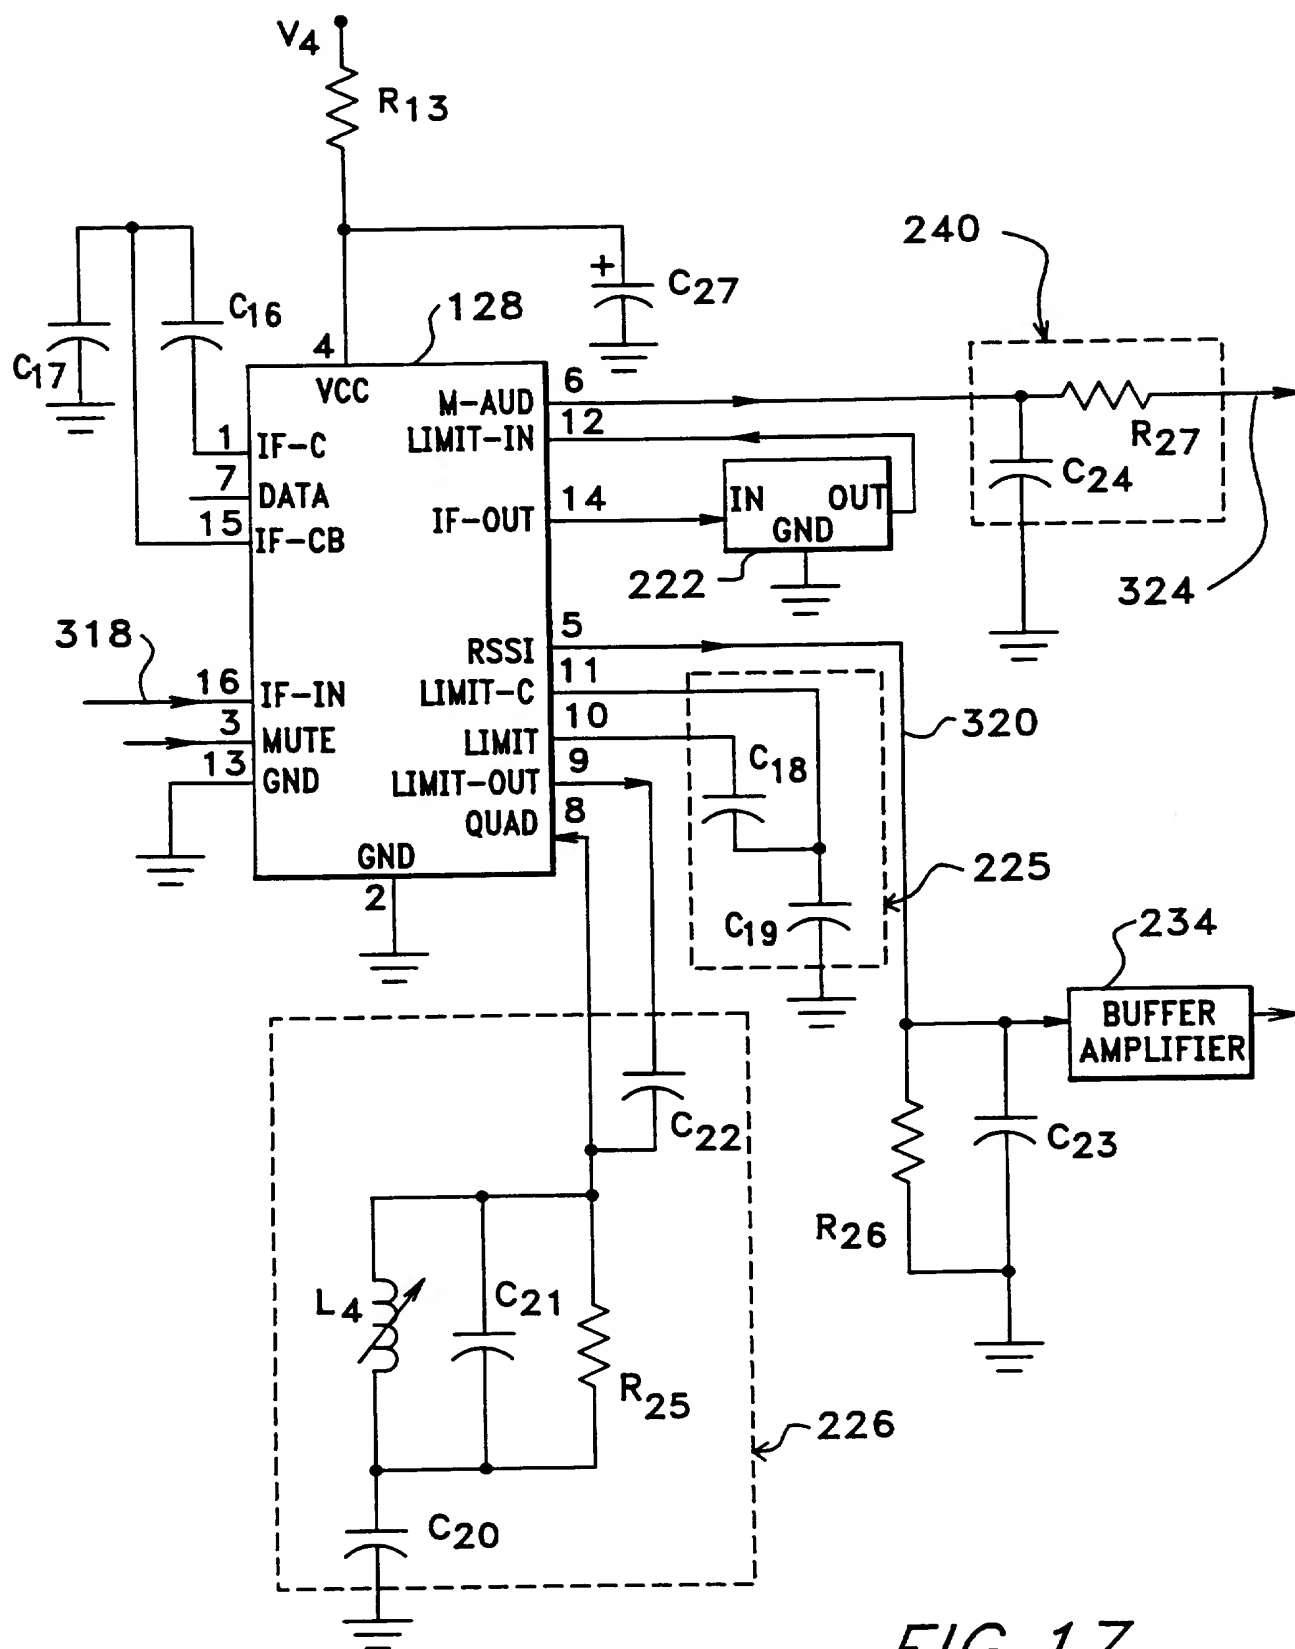 V4
R13
240
C27
C16
128
C17
4
VCC
6
M-AUD
12
LIMIT-IN
R27
C24
1
IF-C
7
DATA
15
IF-CB
14
IF-OUT
IN
OUT
GND
222
324
318
5
RSSI
11
LIMIT-C
10
LIMIT
9
LIMIT-OUT
8
QUAD
16
IF-IN
3
MUTE
13
GND
320
C18
GND
2
225
C19
234
BUFFER
AMPLIFIER
C22
C23
R26
L4
C21
R25
226
C20
FIG. 17